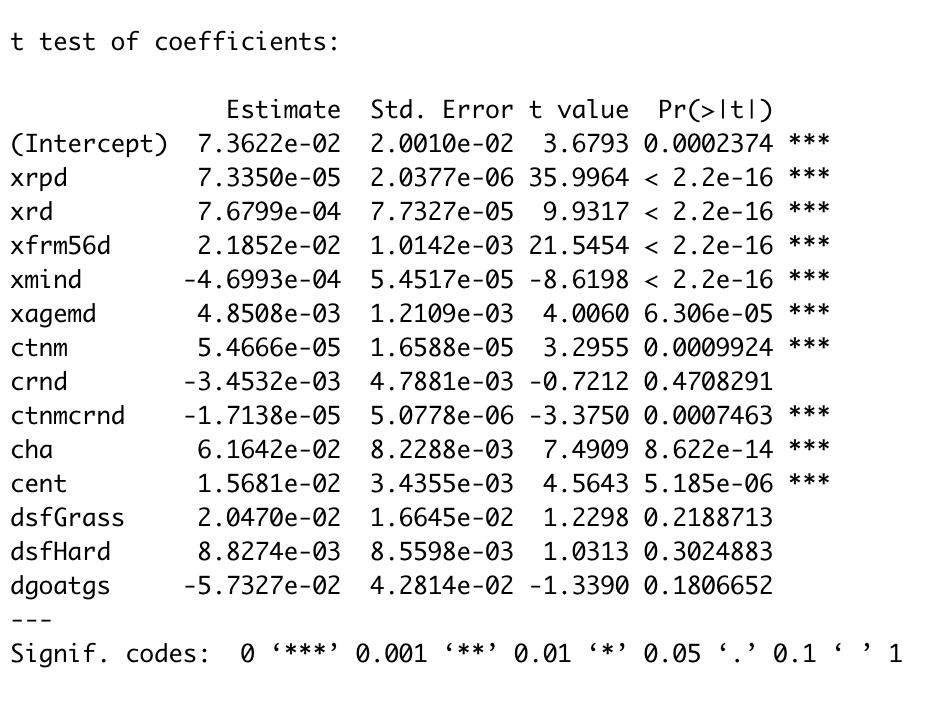 t test of coefficients:
               Estimate  Std. Error t value  Pr(>|t|)
(Intercept)  7.3622e-02  2.0010e-02  3.6793 0.0002374 ***
xrpd         7.3350e-05  2.0377e-06 35.9964 < 2.2e-16 ***
xrd          7.6799e-04  7.7327e-05  9.9317 < 2.2e-16 ***
xfrm56d      2.1852e-02  1.0142e-03 21.5454 < 2.2e-16 ***
xmind       -4.6993e-04  5.4517e-05 -8.6198 < 2.2e-16 ***
xagemd       4.8508e-03  1.2109e-03  4.0060 6.306e-05 ***
ctnm         5.4666e-05  1.6588e-05  3.2955 0.0009924 ***
crnd        -3.4532e-03  4.7881e-03 -0.7212 0.4708291
ctnmcrnd    -1.7138e-05  5.0778e-06 -3.3750 0.0007463 ***
cha          6.1642e-02  8.2288e-03  7.4909 8.622e-14 ***
cent         1.5681e-02  3.4355e-03  4.5643 5.185e-06 ***
dsfGrass     2.0470e-02  1.6645e-02  1.2298 0.2188713
dsfHard      8.8274e-03  8.5598e-03  1.0313 0.3024883
dgoatgs     -5.7327e-02  4.2814e-02 -1.3390 0.1806652
---
Signif. codes:  0 ‘***’ 0.001 ‘**’ 0.01 ‘*’ 0.05 ‘.’ 0.1 ‘ ’ 1